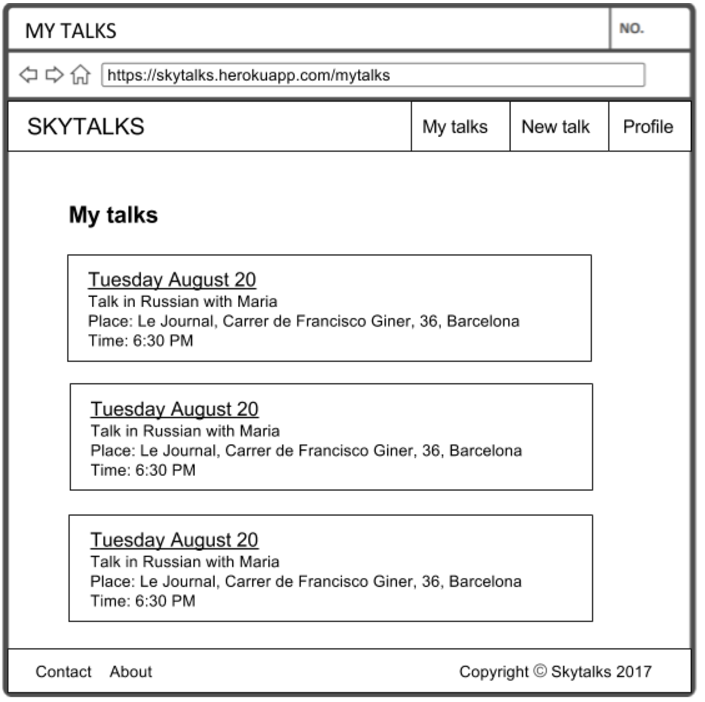 MY TALKS
NO.
https://skytalks.herokuapp.com/mytalks
SKYTALKS
My talks
New talk
Profile
My talks
Tuesday August 20
Talk in Russian with Maria
Place: Le Journal, Carrer de Francisco Giner, 36, Barcelona
Time: 6:30 PM
Tuesday August 20
Talk in Russian with Maria
Place: Le Journal, Carrer de Francisco Giner, 36, Barcelona
Time: 6:30 PM
Tuesday August 20
Talk in Russian with Maria
Place: Le Journal, Carrer de Francisco Giner, 36, Barcelona
Time: 6:30 PM
Contact
About
Copyright © Skytalks 2017